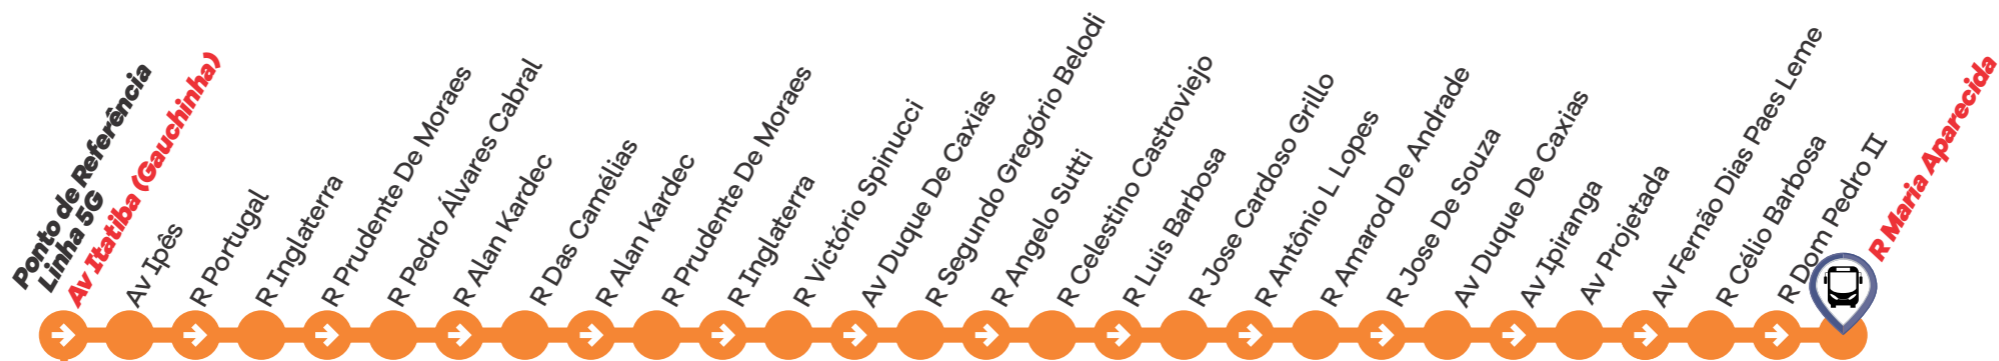 Ponto de Referência
Linha 5G
Av Itatiba (Gauchinha)
Av Ipês
R Portugal
R Inglaterra
R Prudente De Moraes
R Pedro Álvares Cabral
R Alan Kardec
R Das Camélias
R Alan Kardec
R Prudente De Moraes
R Inglaterra
R Victório Spinucci
Av Duque De Caxias
R Segundo Gregório Belodi
R Angelo Sutti
R Celestino Castroviejo
R Luis Barbosa
R Jose Cardoso Grillo
R Antônio L Lopes
R Amarod De Andrade
R Jose De Souza
Av Duque De Caxias
Av Ipiranga
Av Projetada
Av Fernão Dias Paes Leme
R Célio Barbosa
R Dom Pedro II
R Maria Aparecida